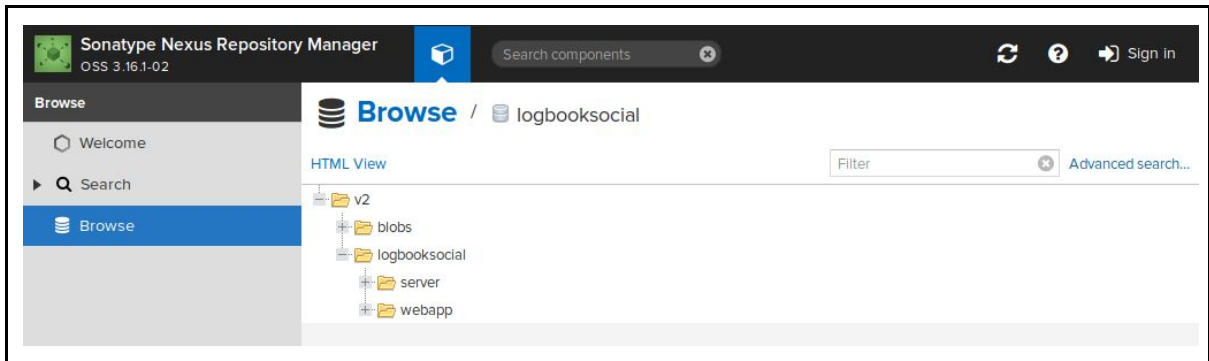 Sonatype Nexus Repository Manager
OSS 3.16.1-02
Search components
Sign in
Browse
Welcome
Search
Browse
Browse / logbooksocial
HTML View
Filter
Advanced search...
v2
blobs
logbooksocial
server
webapp